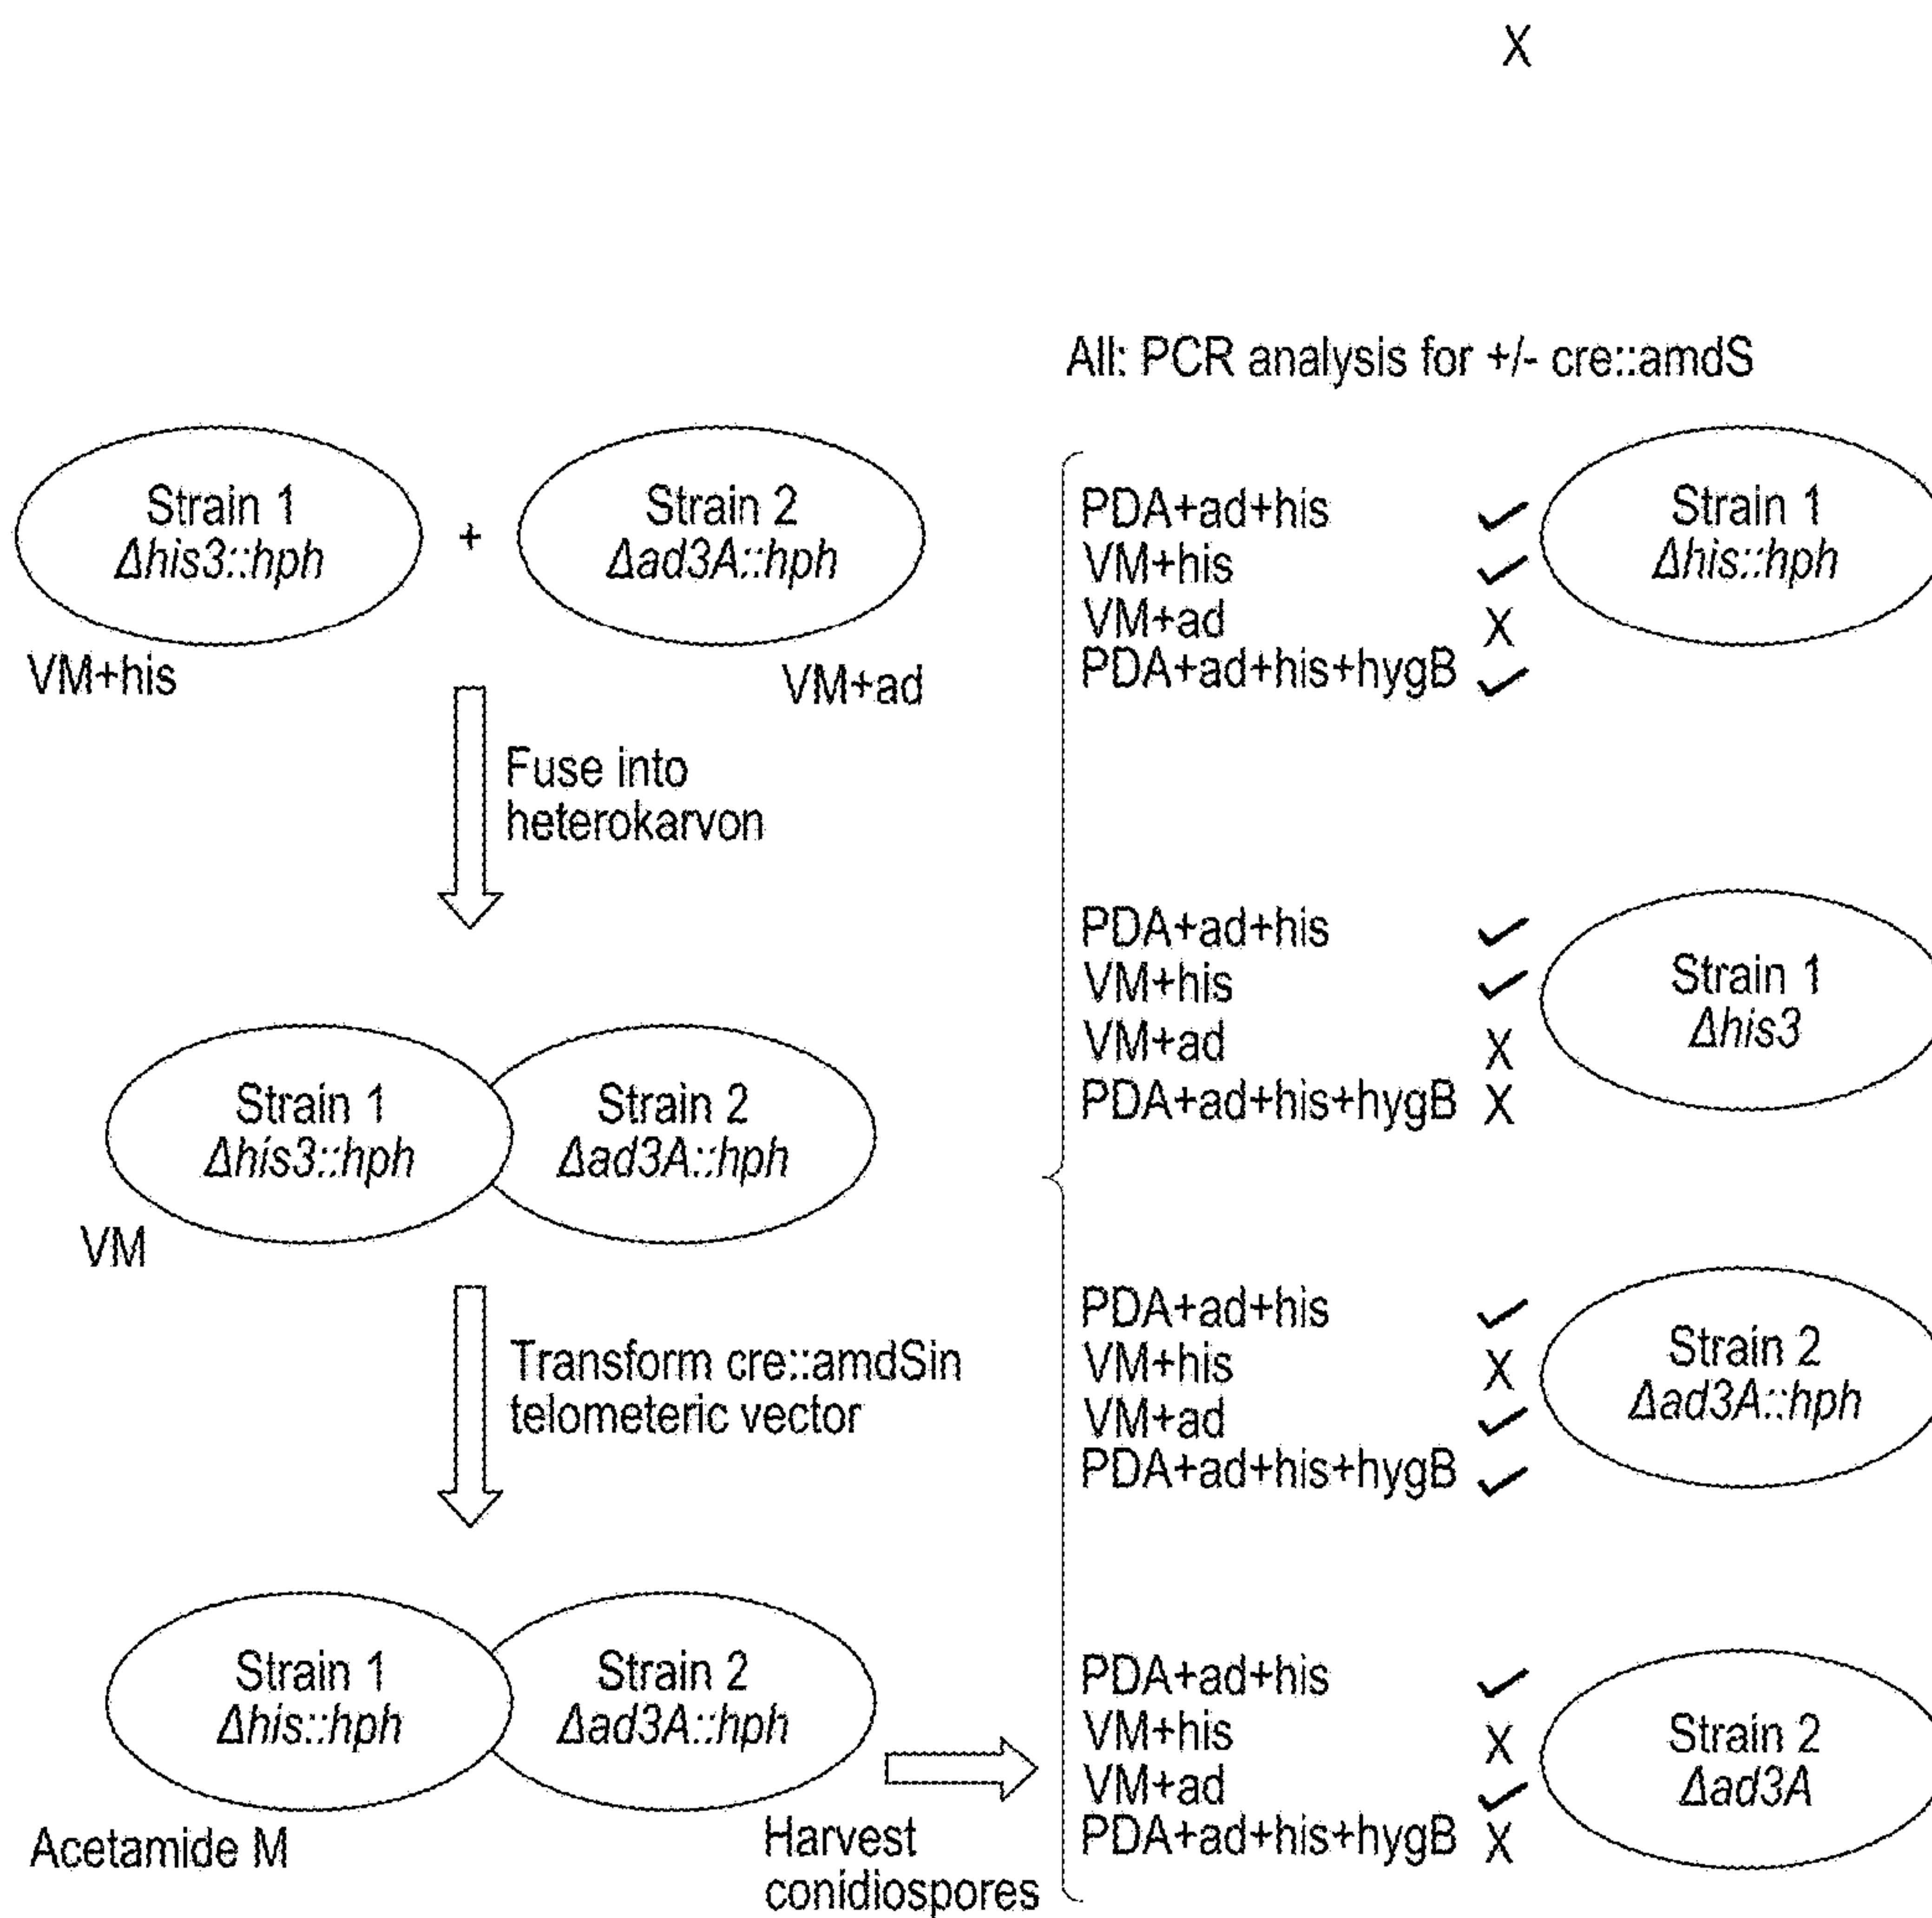 X
All: PCR analysis for +/- cre::amdS
Strain 1
Δhis3::hph
+
Strain 2
Δad3A::hph
VM+his
VM+ad
Fuse into
heterokarvon
Strain 1
Δhis3::hph
Strain 2
Δad3A::hph
VM
Transform cre::amdSin
telometeric vector
Strain 1
Δhis::hph
Strain 2
Δad3A::hph
Acetamide M
Harvest
conidiospores
PDA+ad+his ✓
VM+his ✓
VM+ad X
PDA+ad+his+hygB ✓
Strain 1
Δhis::hph
PDA+ad+his ✓
VM+his ✓
VM+ad X
PDA+ad+his+hygB X
Strain 1
Δhis3
PDA+ad+his ✓
VM+his X
VM+ad ✓
PDA+ad+his+hygB ✓
Strain 2
Δad3A::hph
PDA+ad+his ✓
VM+his X
VM+ad ✓
PDA+ad+his+hygB X
Strain 2
Δad3A